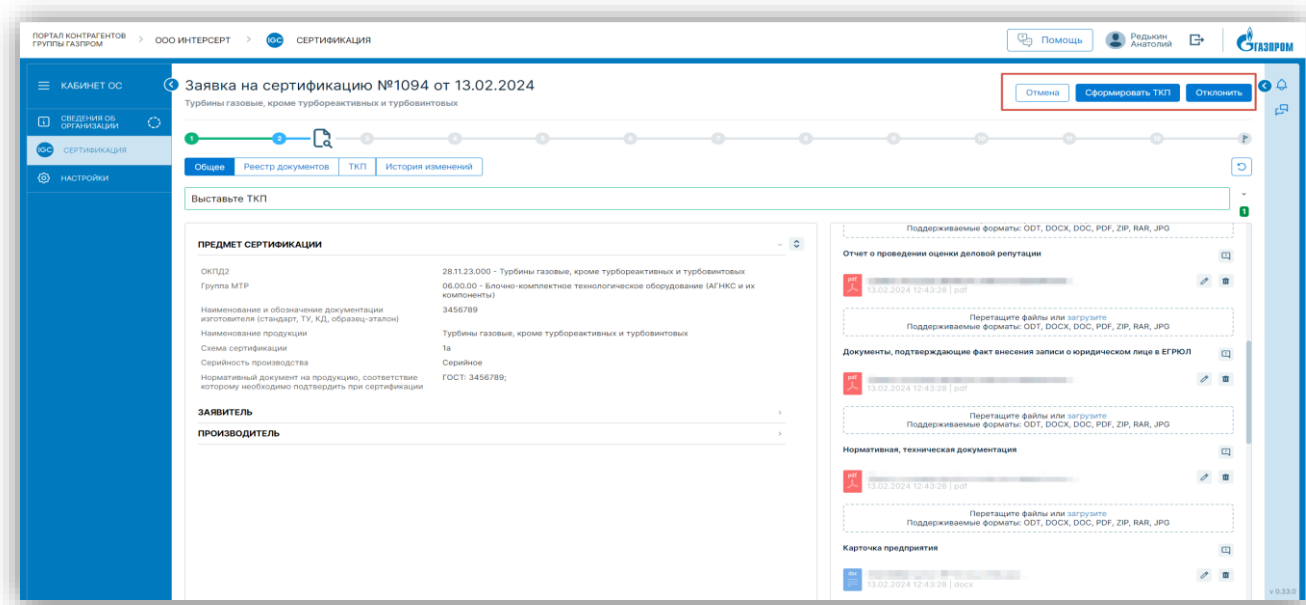 ПОРТАЛ КОНТРАГЕНТОВ
ГРУППЫ ГАЗПРОМ
ООО ИНТЕРСЕРТ
IGC
СЕРТИФИКАЦИЯ
Помощь
Редькин
Анатолий
ГАЗПРОМ
КАБИНЕТ ОС
СВЕДЕНИЯ ОБ
ОРГАНИЗАЦИИ
IGC СЕРТИФИКАЦИЯ
НАСТРОЙКИ
Заявка на сертификацию №1094 от 13.02.2024
Турбины газовые, кроме турбореактивных и турбовинтовых
Отмена
Сформировать ТКП
Отклонить
1 2 3 4 5 6 7 8 9 10 11 12
Общее
Реестр документов
ТКП
История изменений
Выставьте ТКП
1
ПРЕДМЕТ СЕРТИФИКАЦИИ
ОКПД2 28.11.23.000 - Турбины газовые, кроме турбореактивных и турбовинтовых
Группа МТР 06.00.00 - Блочно-комплектное технологическое оборудование (АГНКС и их
компоненты)
Наименование и обозначение документации 3456789
изготовителя (стандарт, ТУ, КД, образец-эталон)
Наименование продукции Турбины газовые, кроме турбореактивных и турбовинтовых
Схема сертификации 1а
Серийность производства Серийное
Нормативный документ на продукцию, соответствие ГОСТ: 3456789;
которому необходимо подтвердить при сертификации
ЗАЯВИТЕЛЬ
ПРОИЗВОДИТЕЛЬ
Поддерживаемые форматы: ODT, DOCX, DOC, PDF, ZIP, RAR, JPG
Отчет о проведении оценки деловой репутации
pdf
13.02.2024 12:43:28 | pdf
Перетащите файлы или загрузите
Поддерживаемые форматы: ODT, DOCX, DOC, PDF, ZIP, RAR, JPG
Документы, подтверждающие факт внесения записи о юридическом лице в ЕГРЮЛ
pdf
13.02.2024 12:43:28 | pdf
Перетащите файлы или загрузите
Поддерживаемые форматы: ODT, DOCX, DOC, PDF, ZIP, RAR, JPG
Нормативная, техническая документация
pdf
13.02.2024 12:43:28 | pdf
Перетащите файлы или загрузите
Поддерживаемые форматы: ODT, DOCX, DOC, PDF, ZIP, RAR, JPG
Карточка предприятия
doc
13.02.2024 12:43:28 | docx
v 0.33.0